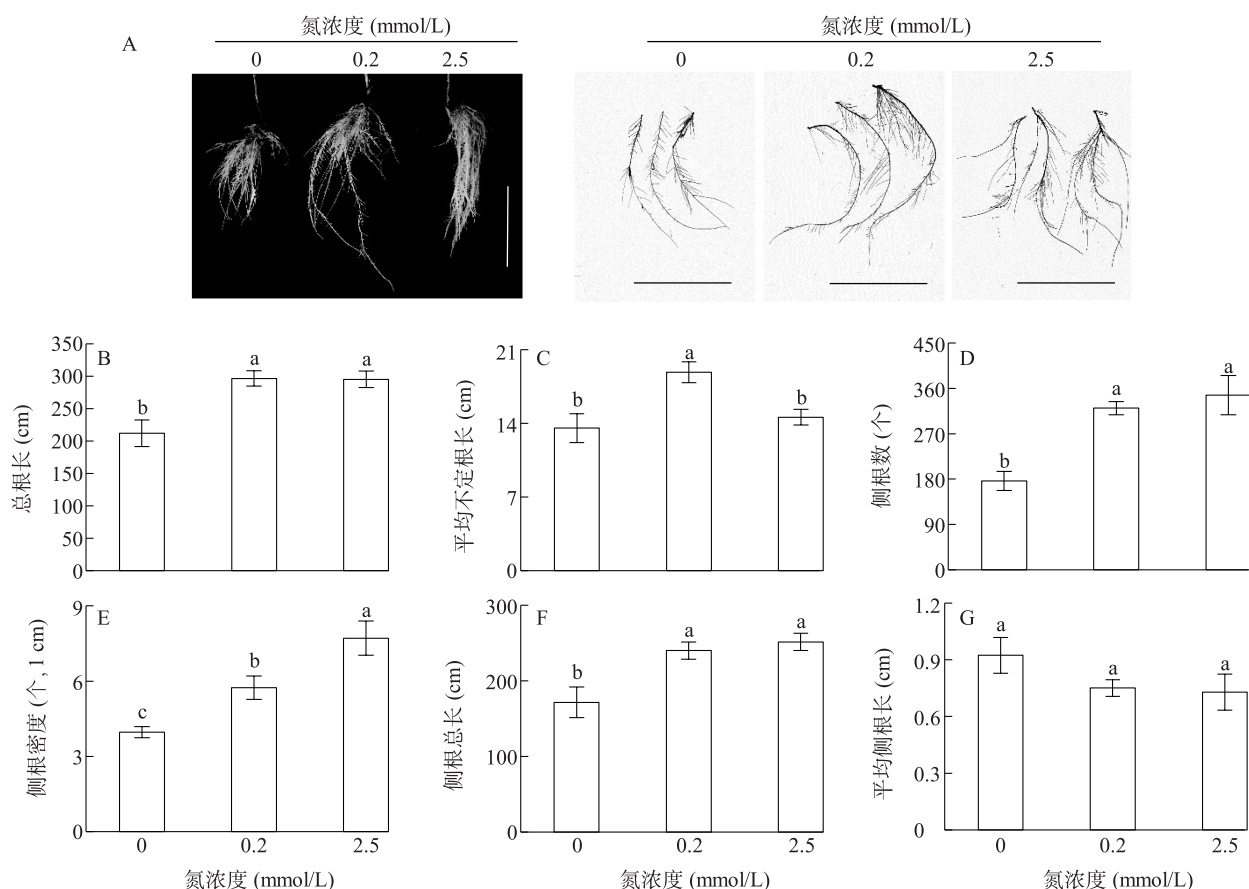 氮浓度 (mmol/L)
氮浓度 (mmol/L)
A
0 0.2 2.5
0 0.2 2.5
B
总根长 (cm)
350
300
250
200
150
100
50
0
b a a
C
平均不定根长 (cm)
21
14
7
0
b a b
D
侧根数 (个)
450
360
270
180
90
0
b a a
E
侧根密度 (个, 1 cm)
9
6
3
0
c b a
0 0.2 2.5
氮浓度 (mmol/L)
F
侧根总长 (cm)
300
200
100
0
b a a
0 0.2 2.5
氮浓度 (mmol/L)
G
平均侧根长 (cm)
1.2
0.9
0.6
0.3
0
a a a
0 0.2 2.5
氮浓度 (mmol/L)